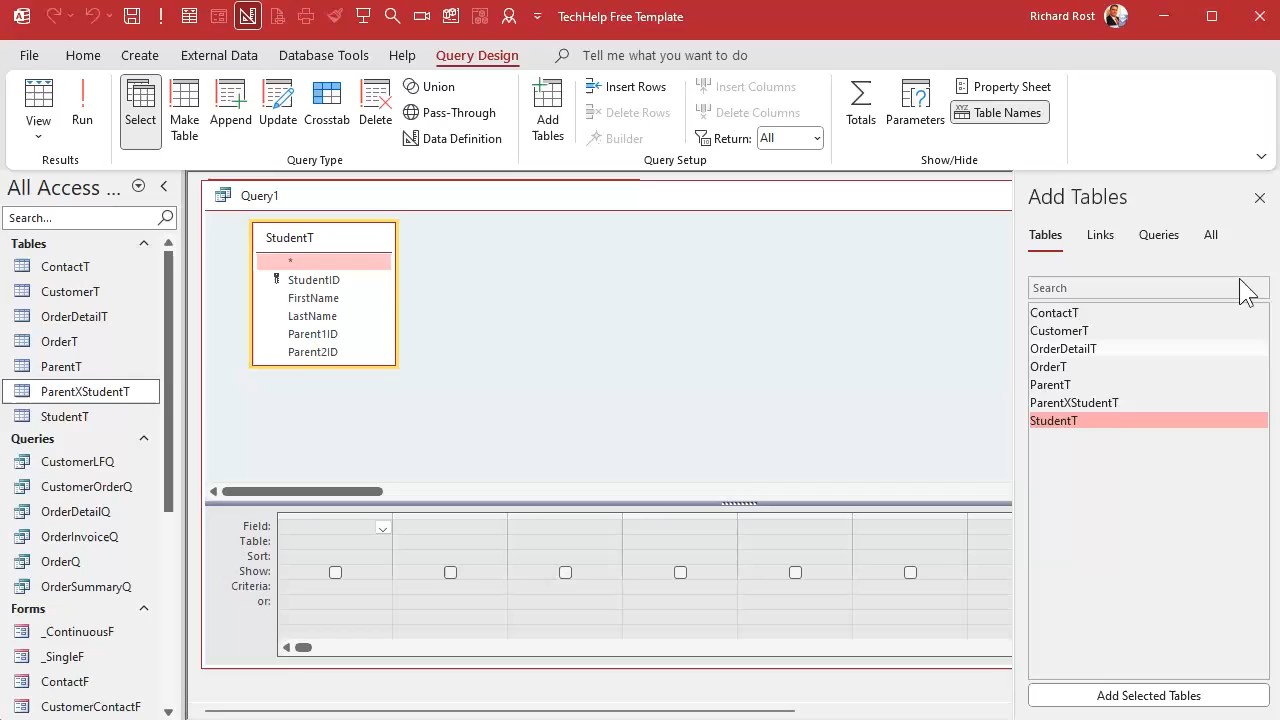 TechHelp Free Template
Richard Rost
File Home Create External Data Database Tools Help Query Design Tell me what you want to do
View
Run
Results
Select
Make
Table
Append
Update
Crosstab
Delete
Union
Pass-Through
Data Definition
Query Type
Add
Tables
Insert Rows
Delete Rows
Builder
Insert Columns
Delete Columns
Return: All
Query Setup
Totals
Parameters
Property Sheet
XYZ Table Names
Show/Hide
All Access ...
Search...
Tables
ContactT
CustomerT
OrderDetailT
OrderT
ParentT
ParentXStudentT
StudentT
Queries
CustomerLFQ
CustomerOrderQ
OrderDetailQ
OrderInvoiceQ
OrderQ
OrderSummaryQ
Forms
_ContinuousF
_SingleF
ContactF
CustomerContactF
Query1
StudentT
*
StudentID
FirstName
LastName
Parent1ID
Parent2ID
Field:
Table:
Sort:
Show:
Criteria:
or:
Add Tables
Tables Links Queries All
Search
ContactT
CustomerT
OrderDetailT
OrderT
ParentT
ParentXStudentT
StudentT
Add Selected Tables